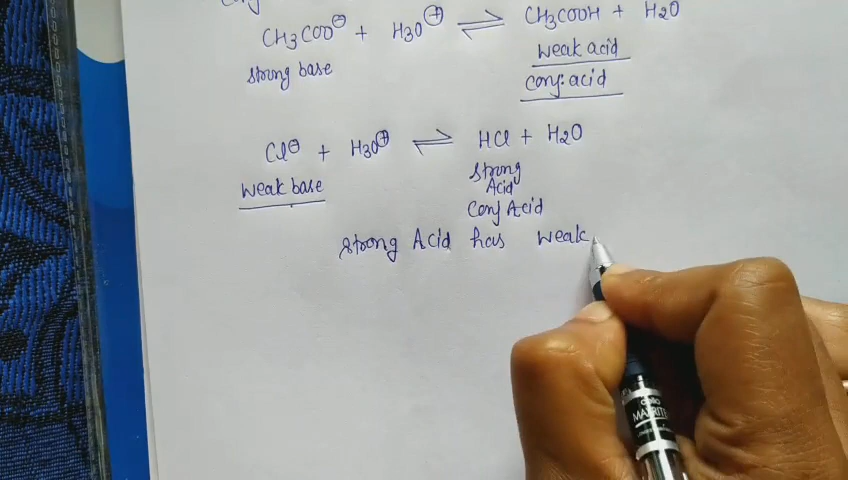 CH3COO⊖ + H3O⊕ ⇌ CH3COOH + H2O
strong base weak acid
conj. acid
Cl⊖ + H3O⊕ ⇌ HCl + H2O
weak base strong
Acid
Conj Acid
strong Acid has weak